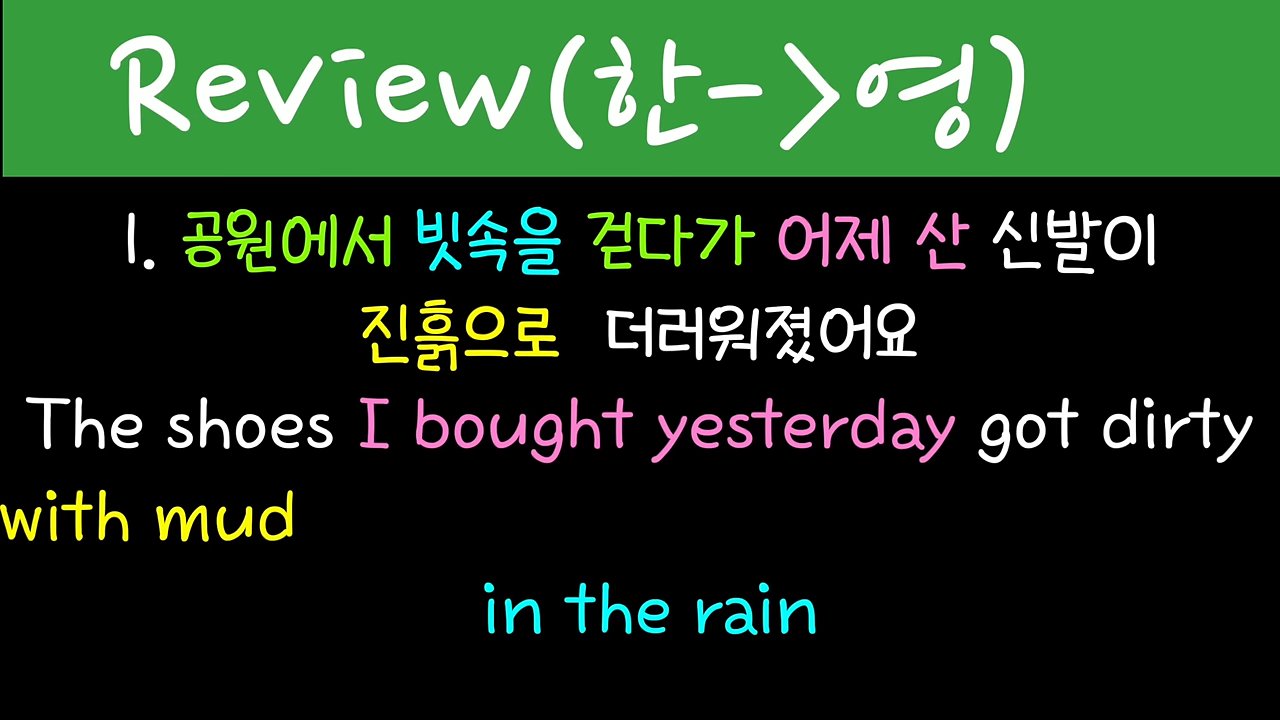 Review(한->영)
1. 공원에서 빗속을 걷다가 어제 산 신발이
진흙으로 더러워졌어요
The shoes I bought yesterday got dirty
with mud
in the rain